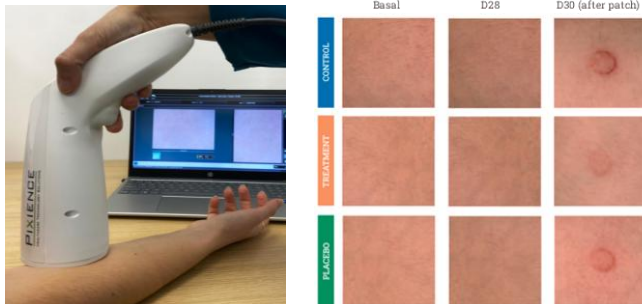 PIXIENCE
Basal D28 D30 (after patch)
CONTROL
TREATMENT
PLACEBO